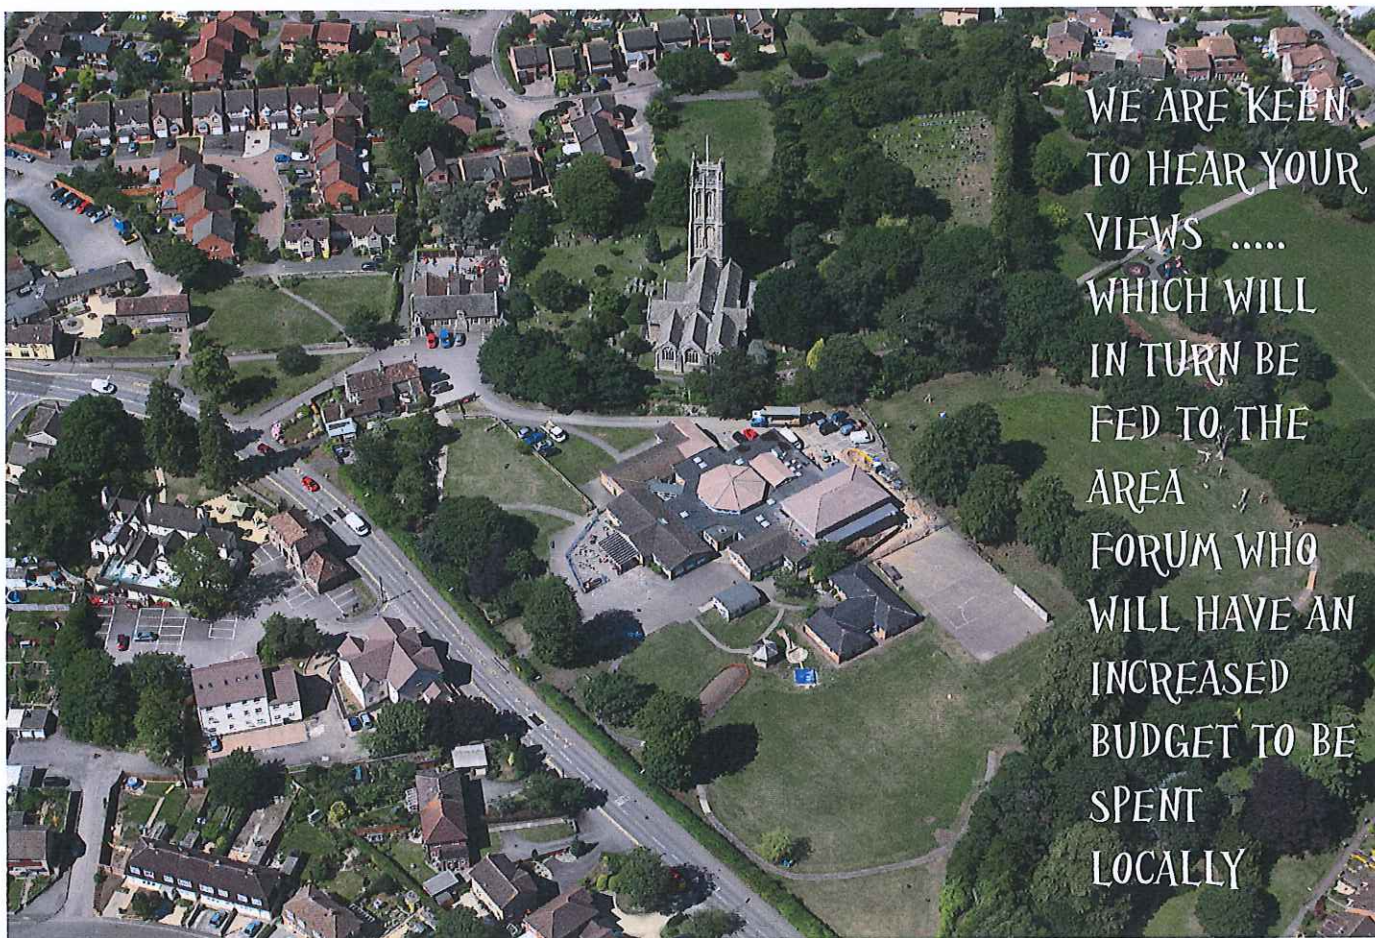 WE ARE KEEN
TO HEAR YOUR
VIEWS .....
WHICH WILL
IN TURN BE
FED TO THE
AREA
FORUM WHO
WILL HAVE AN
INCREASED
BUDGET TO BE
SPENT
LOCALLY